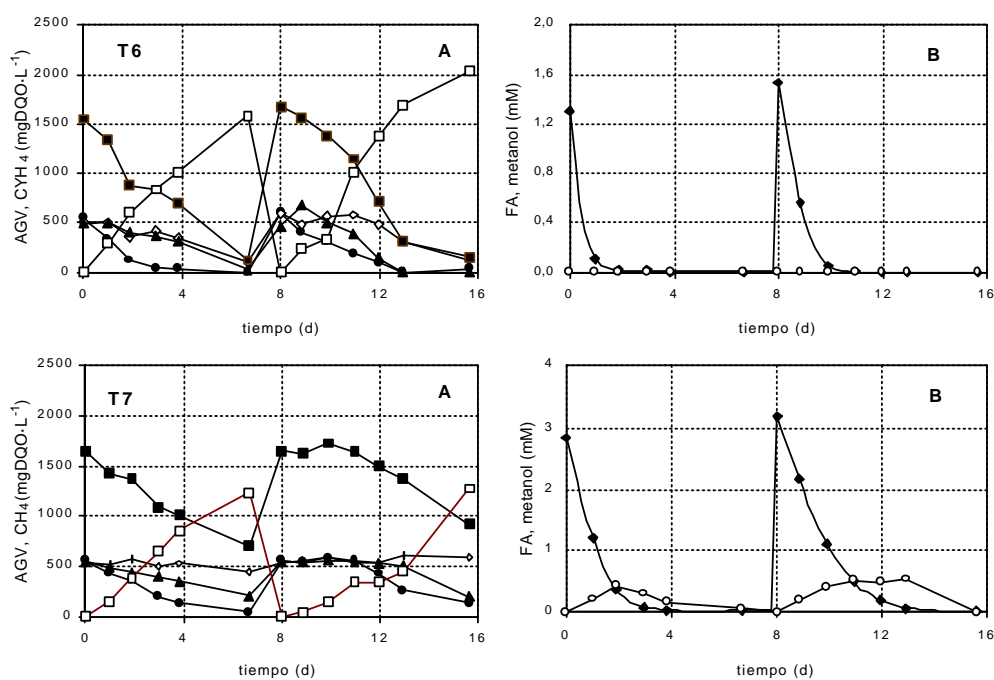 T6
A
AGV, CYH4 (mgDQO·L-1)
2500
2000
1500
1000
500
0
0 4 8 12 16
tiempo (d)
B
FA, metanol (mM)
2,0
1,6
1,2
0,8
0,4
0,0
0 4 8 12 16
tiempo (d)
T7
A
AGV, CH4 (mgDQO·L-1)
2500
2000
1500
1000
500
0
0 4 8 12 16
tiempo (d)
B
FA, metanol (mM)
4
3
2
1
0
0 4 8 12 16
tiempo (d)